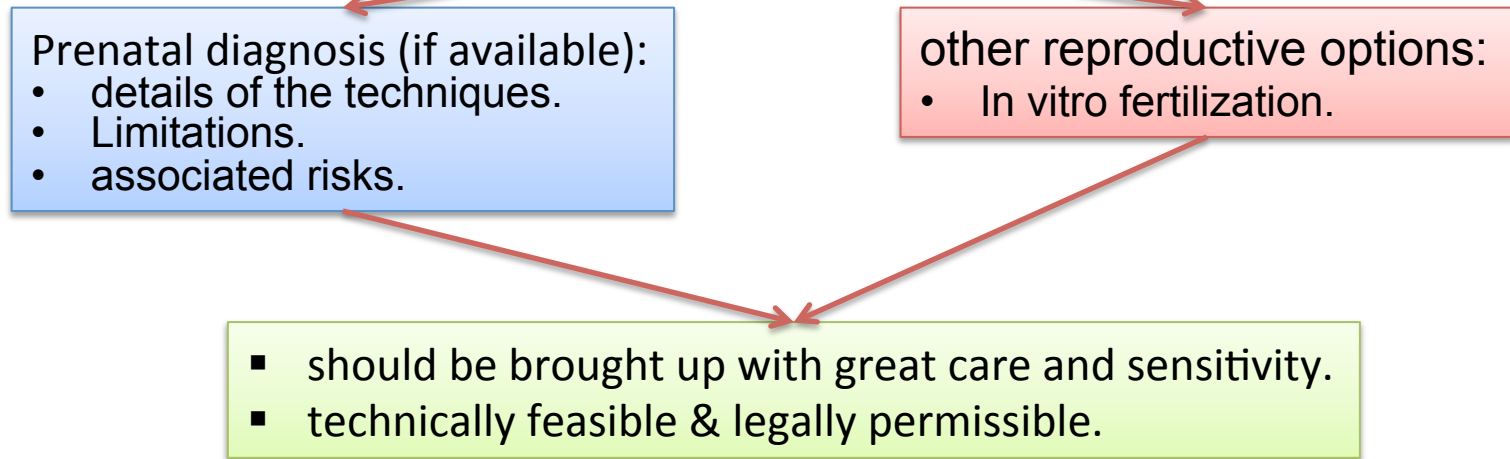 Prenatal diagnosis (if available):
• details of the techniques.
• Limitations.
• associated risks.
other reproductive options:
• In vitro fertilization.
▪ should be brought up with great care and sensitivity.
▪ technically feasible & legally permissible.